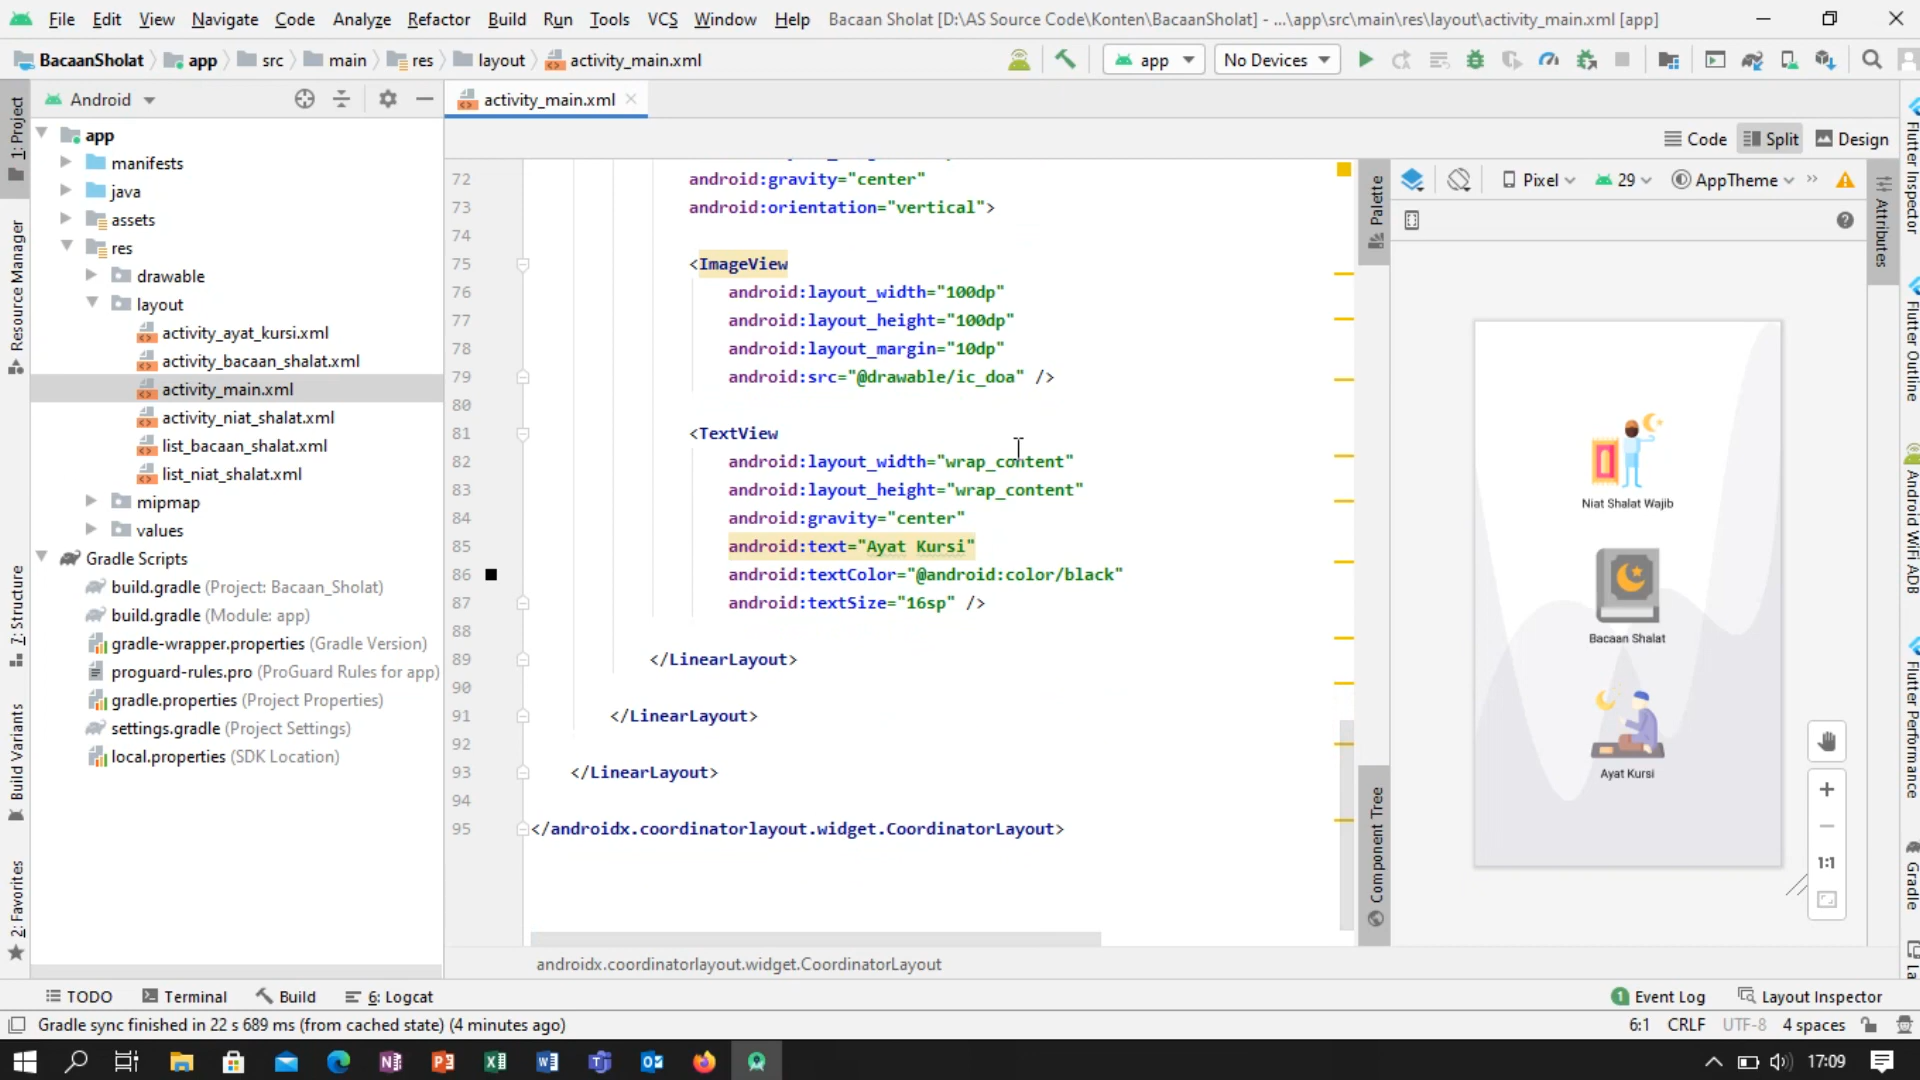 File Edit View Navigate Code Analyze Refactor Build Run Tools VCS Window Help Bacaan Sholat [D:\AS Source Code\Konten\BacaanSholat] - ...\app\src\main\res\layout\activity_main.xml [app]
BacaanSholat app src main res layout activity_main.xml app No Devices
Android
activity_main.xml
Code Split Design
1: Project
Resource Manager
7: Structure
Build Variants
2: Favorites
app
manifests
java
assets
res
drawable
layout
activity_ayat_kursi.xml
activity_bacaan_shalat.xml
activity_main.xml
activity_niat_shalat.xml
list_bacaan_shalat.xml
list_niat_shalat.xml
mipmap
values
Gradle Scripts
build.gradle (Project: Bacaan_Sholat)
build.gradle (Module: app)
gradle-wrapper.properties (Gradle Version)
proguard-rules.pro (ProGuard Rules for app)
gradle.properties (Project Properties)
settings.gradle (Project Settings)
local.properties (SDK Location)
72 android:gravity="center"
73 android:orientation="vertical">
74
75 <ImageView
76 android:layout_width="100dp"
77 android:layout_height="100dp"
78 android:layout_margin="10dp"
79 android:src="@drawable/ic_doa" />
80
81 <TextView
82 android:layout_width="wrap_content"
83 android:layout_height="wrap_content"
84 android:gravity="center"
85 android:text="Ayat Kursi"
86 android:textColor="@android:color/black"
87 android:textSize="16sp" />
88
89 </LinearLayout>
90
91 </LinearLayout>
92
93 </LinearLayout>
94
95 </androidx.coordinatorlayout.widget.CoordinatorLayout>
androidx.coordinatorlayout.widget.CoordinatorLayout
Palette
Component Tree
Pixel 29 AppTheme
Niat Shalat Wajib
Bacaan Shalat
Ayat Kursi
1:1
Attributes
Flutter Inspector
Flutter Outline
Android WiFi ADB
Flutter Performance
Gradle
TODO Terminal Build 6: Logcat 1 Event Log Layout Inspector
Gradle sync finished in 22 s 689 ms (from cached state) (4 minutes ago) 6:1 CRLF UTF-8 4 spaces
17:09